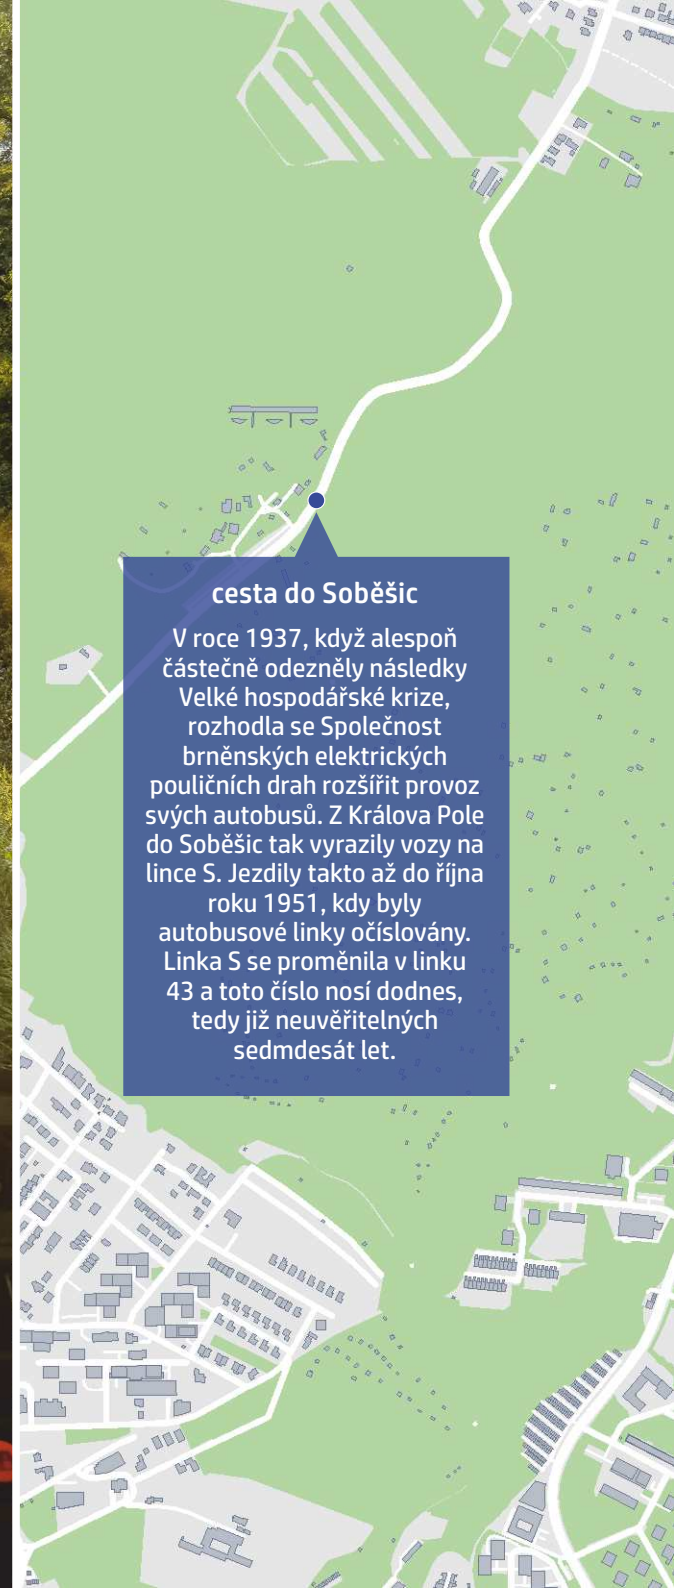 cesta do Soběšic
V roce 1937, když alespoň
částečně odezněly následky
Velké hospodářské krize,
rozhodla se Společnost
brněnských elektrických
pouličních drah rozšířit provoz
svých autobusů. Z Králova Pole
do Soběšic tak vyrazily vozy na
lince S. Jezdily takto až do října
roku 1951, kdy byly
autobusové linky očíslovány.
Linka S se proměnila v linku
43 a toto číslo nosí dodnes,
tedy již neuvěřitelných
sedmdesát let.